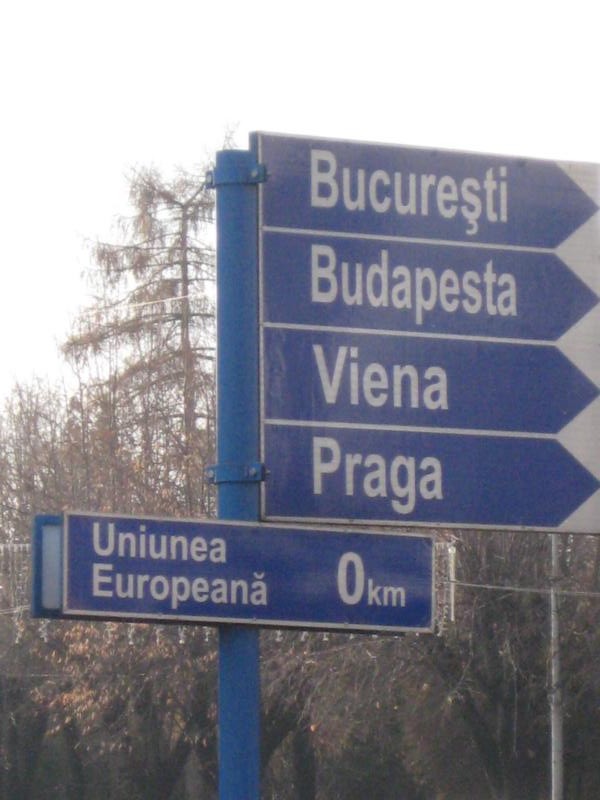 Bucureşti
Budapesta
Viena
Praga
Uniunea
Europeană
0km